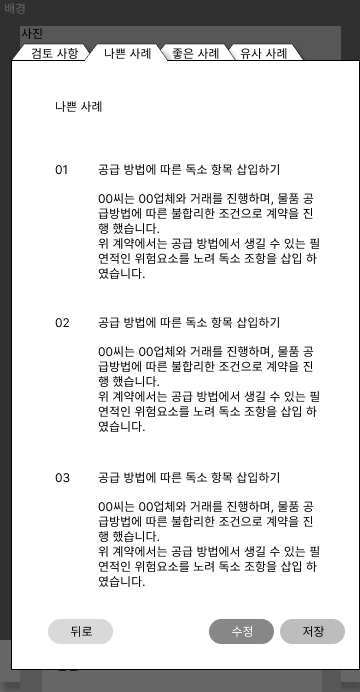 배경
사진
검토 사항
나쁜 사례
좋은 사례
유사 사례
나쁜 사례
01
공급 방법에 따른 독소 항목 삽입하기
00씨는 00업체와 거래를 진행하며, 물품 공
급방법에 따른 불합리한 조건으로 계약을 진
행 했습니다.
위 계약에서는 공급 방법에서 생길 수 있는 필
연적인 위험요소를 노려 독소 조항을 삽입 하
였습니다.
02
공급 방법에 따른 독소 항목 삽입하기
00씨는 00업체와 거래를 진행하며, 물품 공
급방법에 따른 불합리한 조건으로 계약을 진
행 했습니다.
위 계약에서는 공급 방법에서 생길 수 있는 필
연적인 위험요소를 노려 독소 조항을 삽입 하
였습니다.
03
공급 방법에 따른 독소 항목 삽입하기
00씨는 00업체와 거래를 진행하며, 물품 공
급방법에 따른 불합리한 조건으로 계약을 진
행 했습니다.
위 계약에서는 공급 방법에서 생길 수 있는 필
연적인 위험요소를 노려 독소 조항을 삽입 하
였습니다.
뒤로
수정
저장